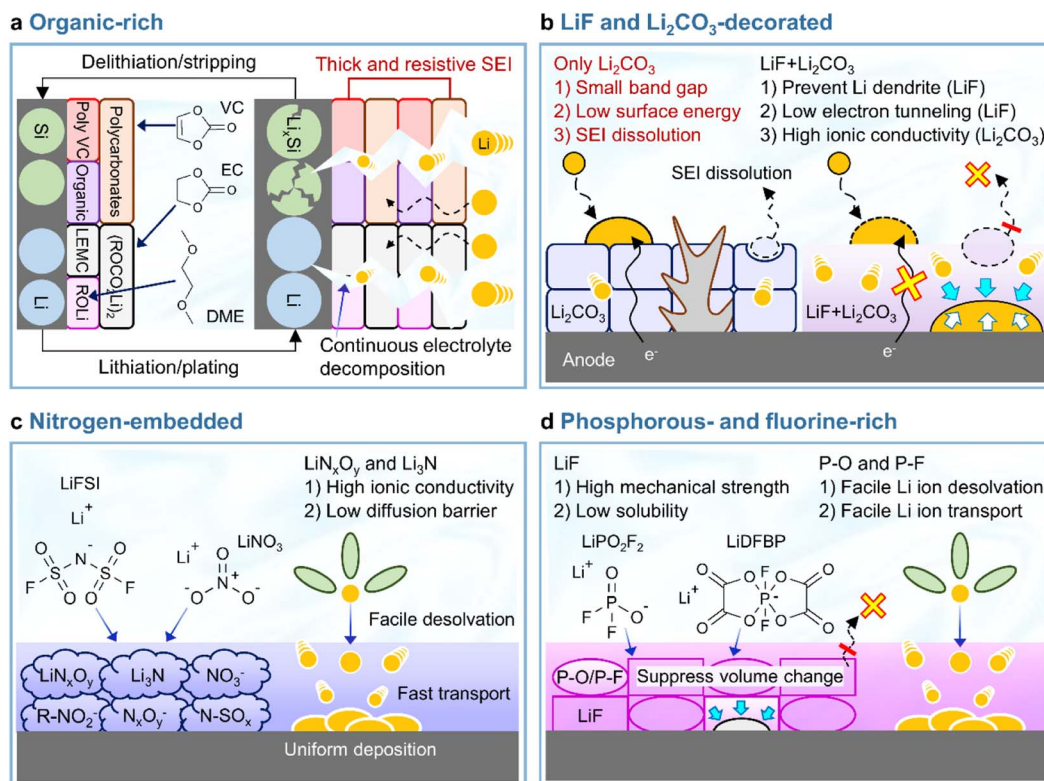 a Organic-rich
Delithiation/stripping
Thick and resistive SEI
Si
Poly VC
Polycarbonates
VC
LiₓSi
Li
EC
Organic
LEMC
(ROCO₂Li)₂
Li
ROLi
DME
Li
Continuous electrolyte
decomposition
Lithiation/plating
b LiF and Li₂CO₃-decorated
Only Li₂CO₃
1) Small band gap
2) Low surface energy
3) SEI dissolution
LiF+Li₂CO₃
1) Prevent Li dendrite (LiF)
2) Low electron tunneling (LiF)
3) High ionic conductivity (Li₂CO₃)
SEI dissolution
Li₂CO₃
LiF+Li₂CO₃
Anode
e⁻
e⁻
c Nitrogen-embedded
LiNₓOᵧ and Li₃N
1) High ionic conductivity
2) Low diffusion barrier
LiFSI
Li⁺
O O
F S N⁻ S F
O O
LiNO₃
Li⁺
O
⁻O N⁺ O⁻
Facile desolvation
LiNₓOᵧ
Li₃N
NO₃⁻
Fast transport
R-NO₂⁻
NₓOᵧ⁻
N-SOₓ
Uniform deposition
d Phosphorous- and fluorine-rich
LiF
1) High mechanical strength
2) Low solubility
P-O and P-F
1) Facile Li ion desolvation
2) Facile Li ion transport
LiPO₂F₂
Li⁺
O
F P O⁻
F
LiDFBP
Li⁺
O O F O O
P⁻
O O F O O
P-O/P-F
Suppress volume change
LiF